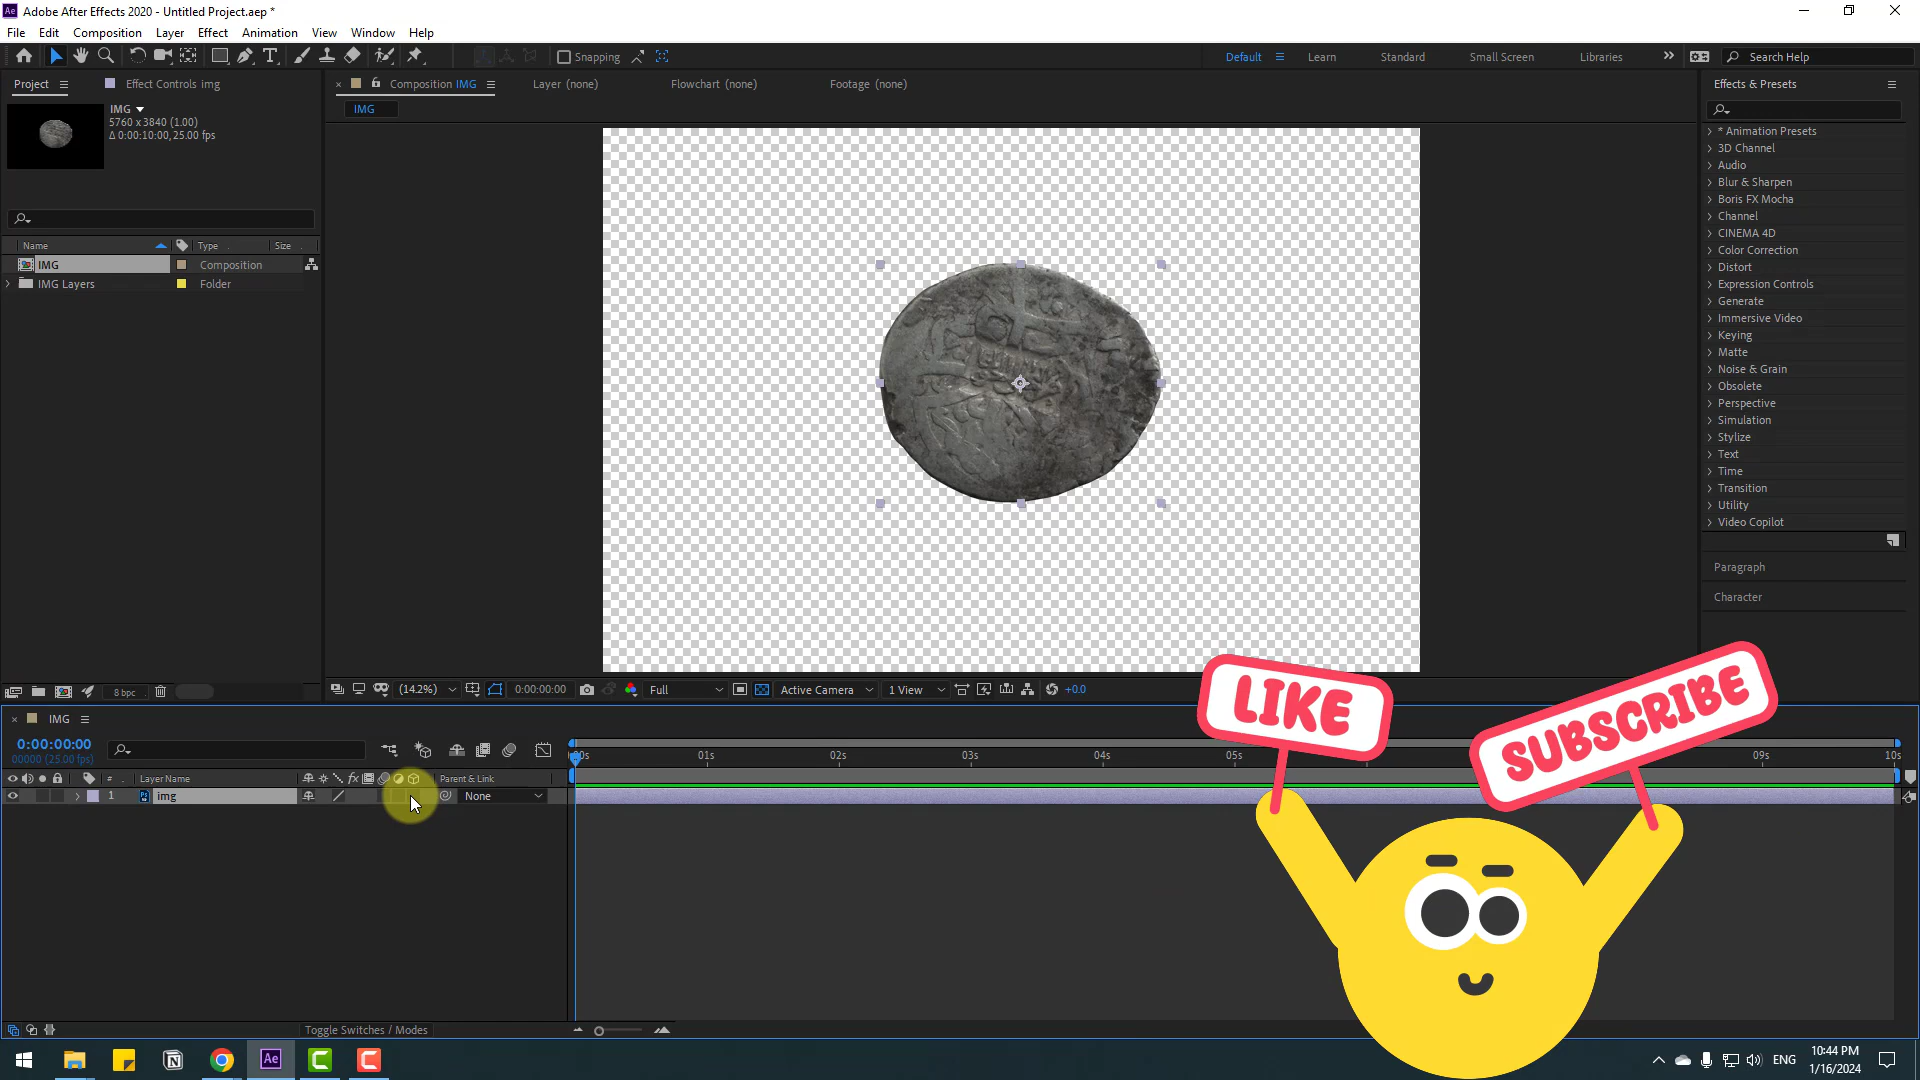 Ae Adobe After Effects 2020 - Untitled Project.aep *
File Edit Composition Layer Effect Animation View Window Help
Snapping
Default Learn Standard Small Screen Libraries Search Help
Project Effect Controls img
Composition IMG Layer (none) Flowchart (none) Footage (none)
Effects & Presets
IMG
5760 x 3840 (1.00)
Δ 0:00:10:00, 25.00 fps
IMG
Name Type Size
IMG Composition
IMG Layers Folder
* Animation Presets
3D Channel
Audio
Blur & Sharpen
Boris FX Mocha
Channel
CINEMA 4D
Color Correction
Distort
Expression Controls
Generate
Immersive Video
Keying
Matte
Noise & Grain
Obsolete
Perspective
Simulation
Stylize
Text
Time
Transition
Utility
Video Copilot
Paragraph
Character
8 bpc
(14.2%) 0:00:00:00 Full Active Camera 1 View +0.0
LIKE
SUBSCRIBE
IMG
0:00:00:00
00000 (25.00 fps)
00s 01s 02s 03s 04s 05s 09s 10s
# Layer Name fx Parent & Link
1 img None
Toggle Switches / Modes
Ae
ENG
10:44 PM
1/16/2024